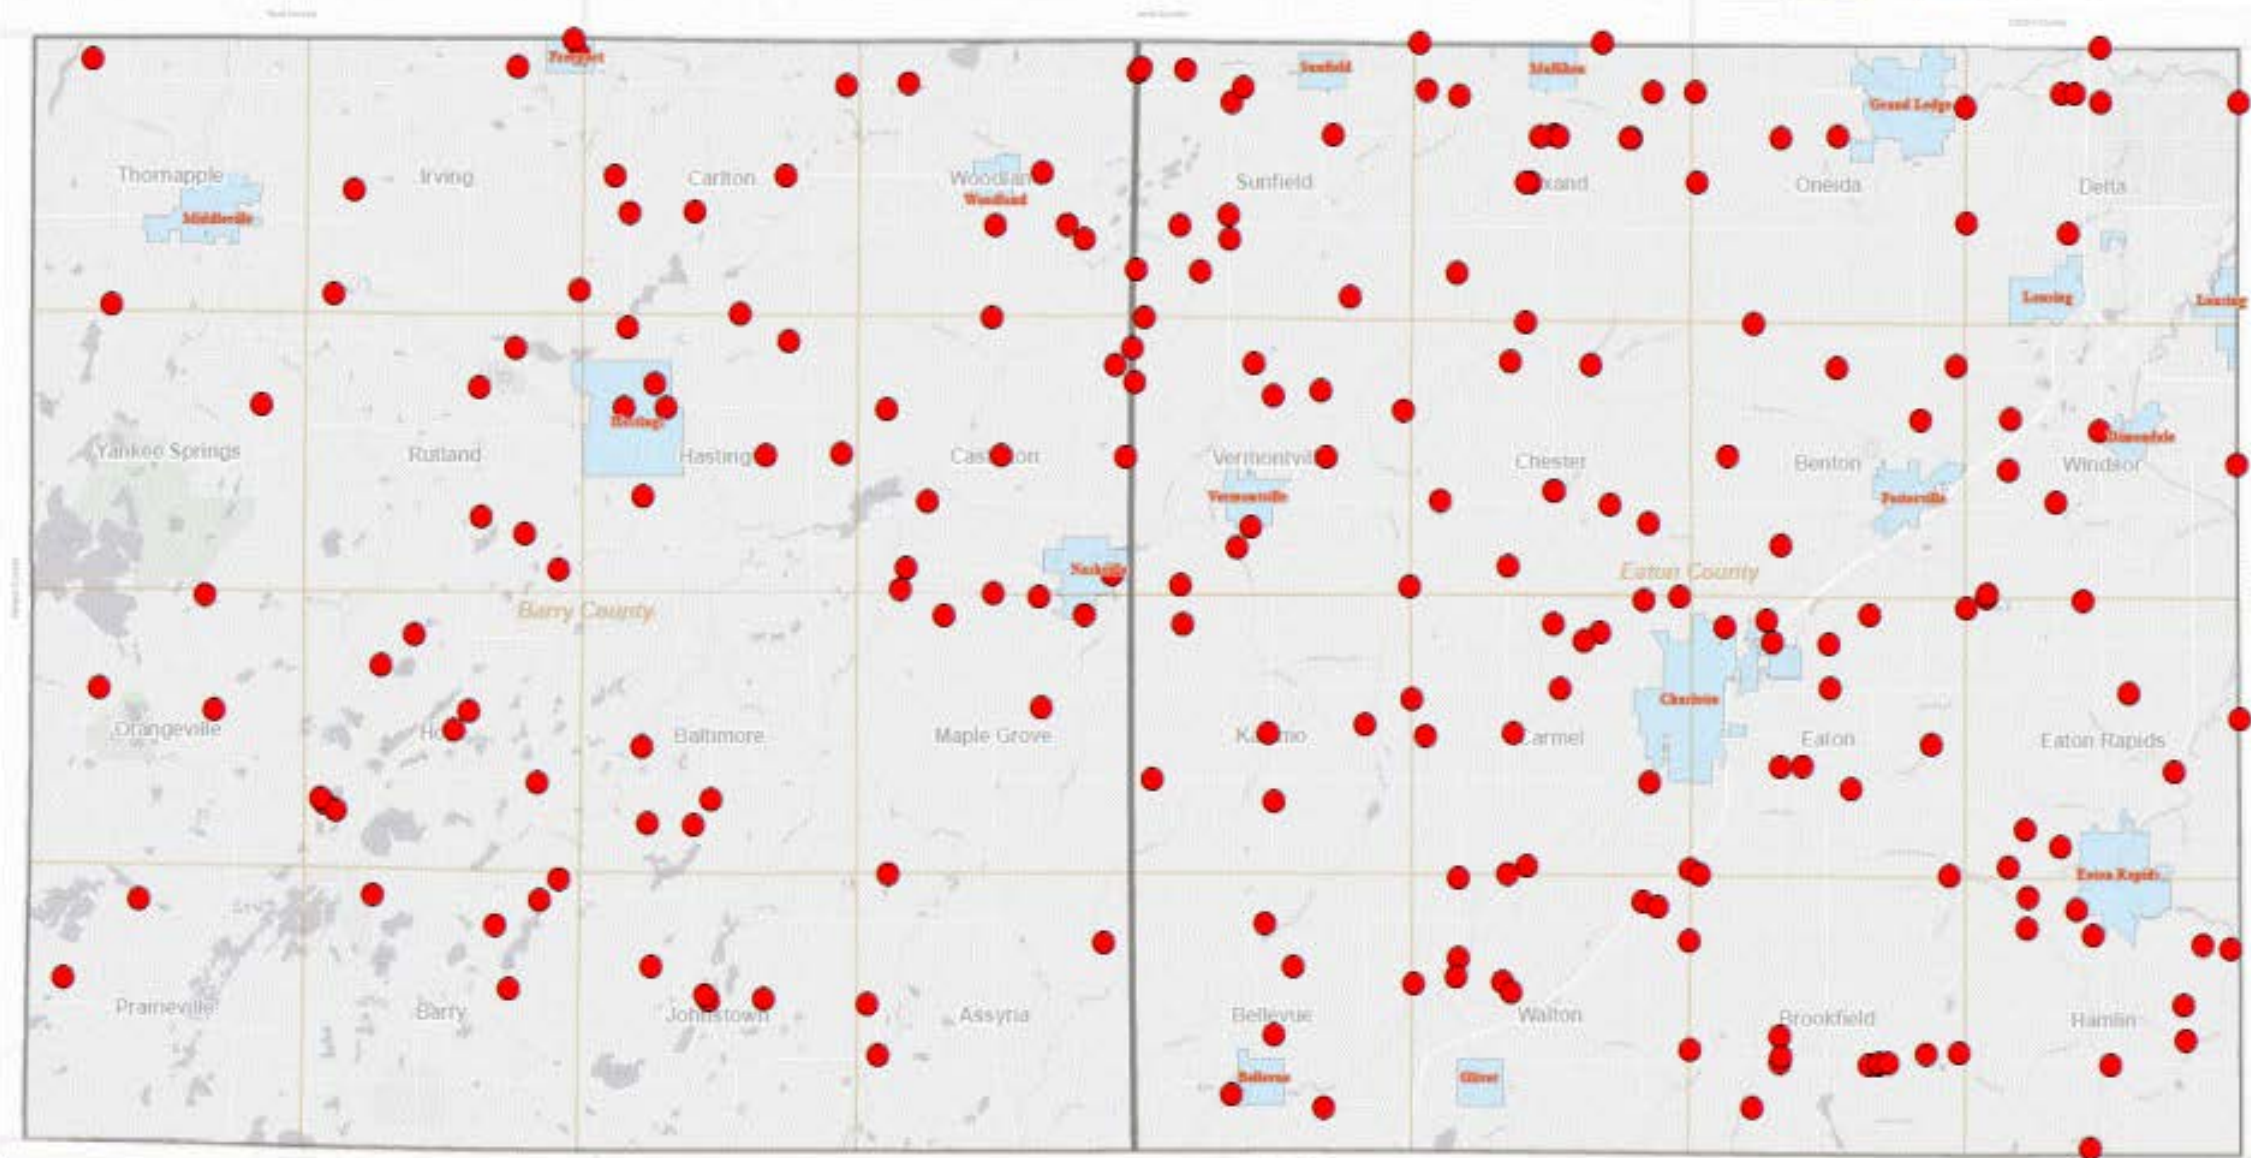 Freeport
Sunfield
Mulliken
Grand Ledge
Thornapple
Irving
Carlton
Woodland
Sunfield
Oneida
Delta
Middleville
Woodland
Lansing
Lansing
Hastings
Yankee Springs
Rutland
Hastings
Castleton
Vermontville
Chester
Benton
Windsor
Dimondale
Vermontville
Potterville
Nashville
Eaton County
Barry County
Charlotte
Orangeville
Baltimore
Maple Grove
Kalamo
Carmel
Eaton
Eaton Rapids
Eaton Rapids
Prairieville
Barry
Johnstown
Assyria
Bellevue
Walton
Brookfield
Hamlin
Bellevue
Olivet